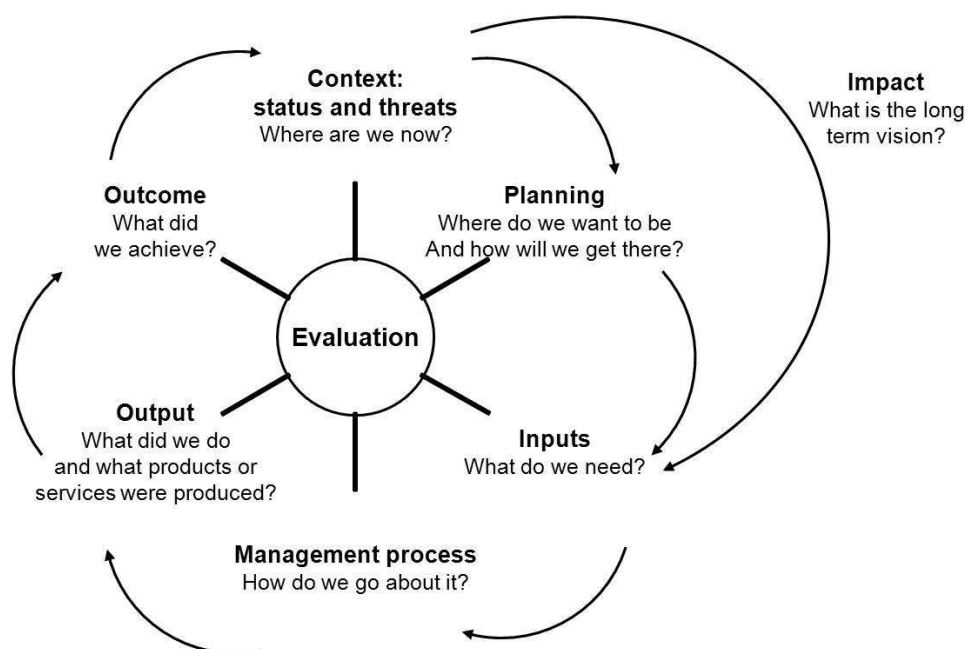 Context:
status and threats
Where are we now?
Impact
What is the long
term vision?
Planning
Where do we want to be
And how will we get there?
Inputs
What do we need?
Management process
How do we go about it?
Output
What did we do
and what products or
services were produced?
Outcome
What did
we achieve?
Evaluation